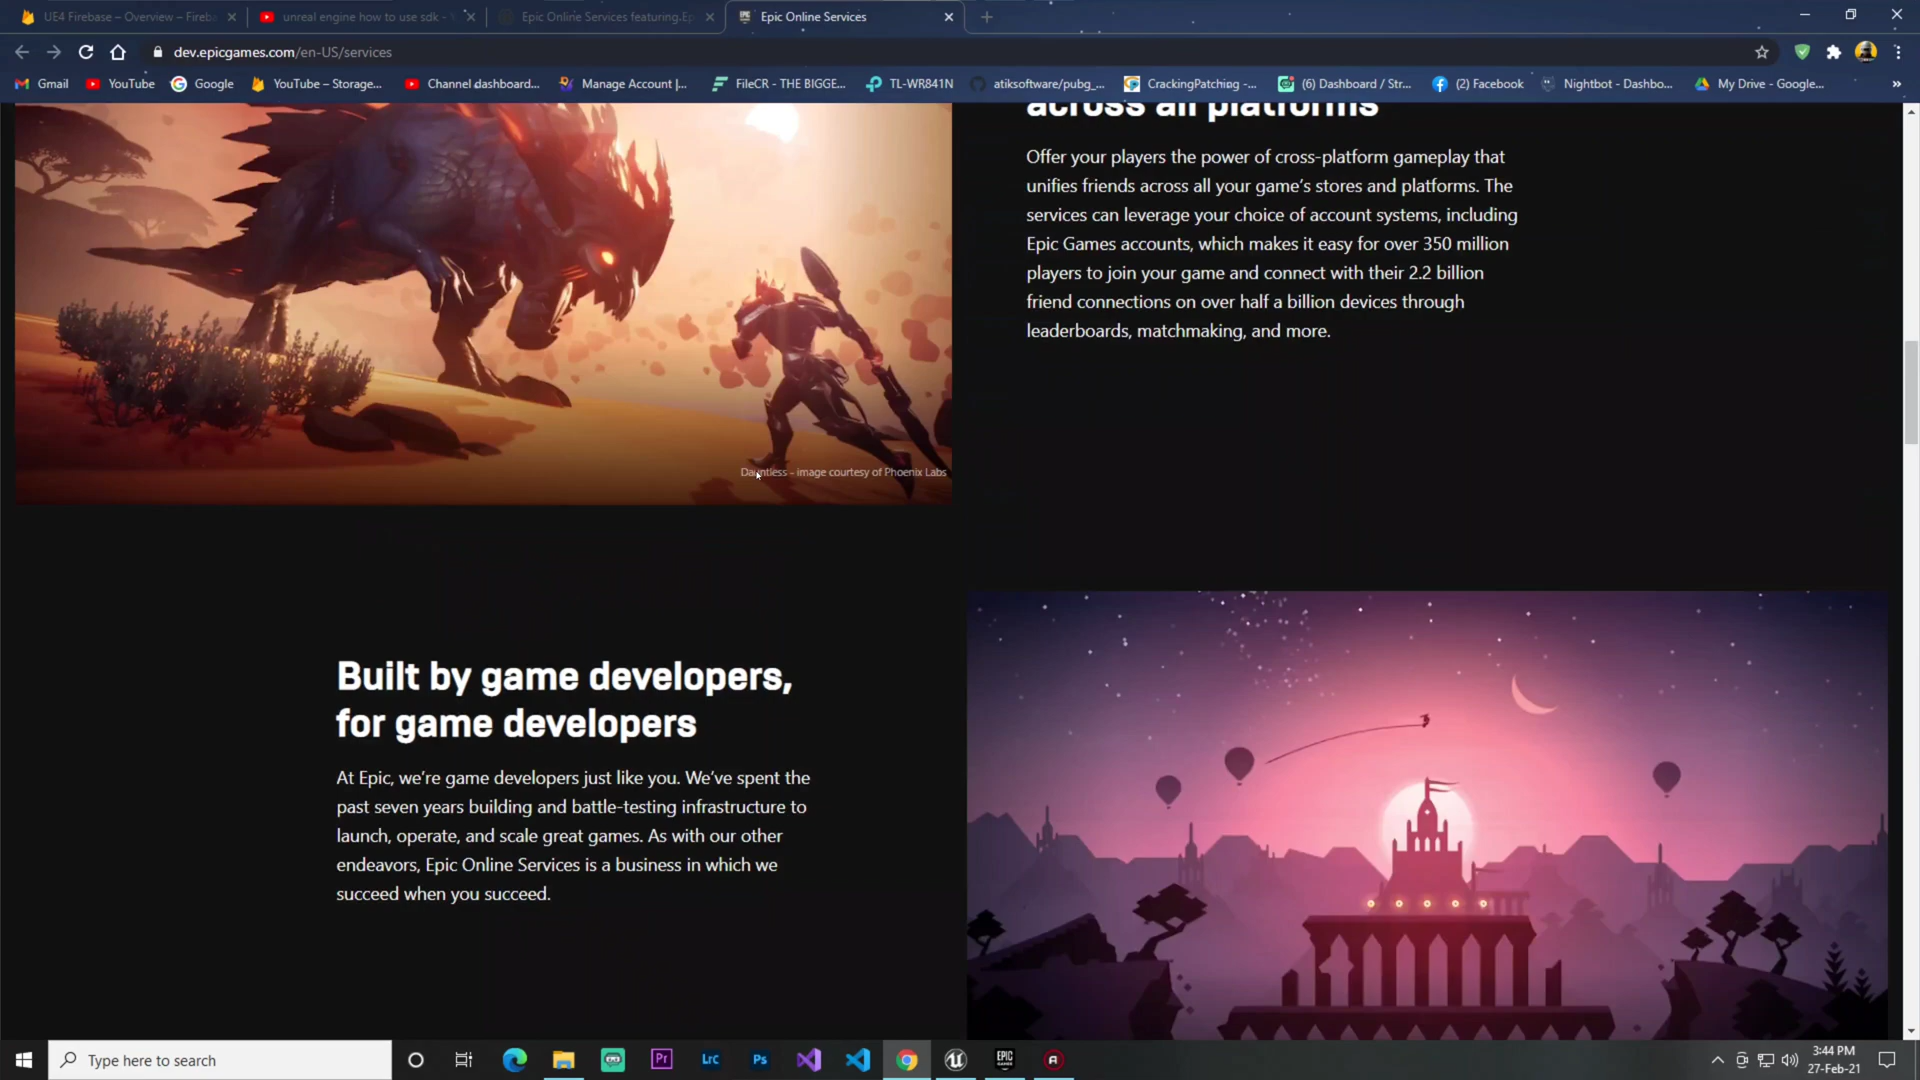 UE4 Firebase – Overview – Fireba
unreal engine how to use sdk - Y
Epic Online Services featuring.Ep
Epic Online Services
dev.epicgames.com/en-US/services
Gmail
YouTube
Google
YouTube – Storage...
Channel dashboard...
Manage Account |...
FileCR - THE BIGGE...
TL-WR841N
atiksoftware/pubg_...
CrackingPatching -...
(6) Dashboard / Str...
(2) Facebook
Nightbot - Dashbo...
My Drive - Google...
»
across all platforms
Offer your players the power of cross-platform gameplay that
unifies friends across all your game’s stores and platforms. The
services can leverage your choice of account systems, including
Epic Games accounts, which makes it easy for over 350 million
players to join your game and connect with their 2.2 billion
friend connections on over half a billion devices through
leaderboards, matchmaking, and more.
Dauntless - image courtesy of Phoenix Labs
Built by game developers,
for game developers
At Epic, we’re game developers just like you. We’ve spent the
past seven years building and battle-testing infrastructure to
launch, operate, and scale great games. As with our other
endeavors, Epic Online Services is a business in which we
succeed when you succeed.
Type here to search
Pr
Lrc
Ps
EPIC
GAMES
3:44 PM
27-Feb-21